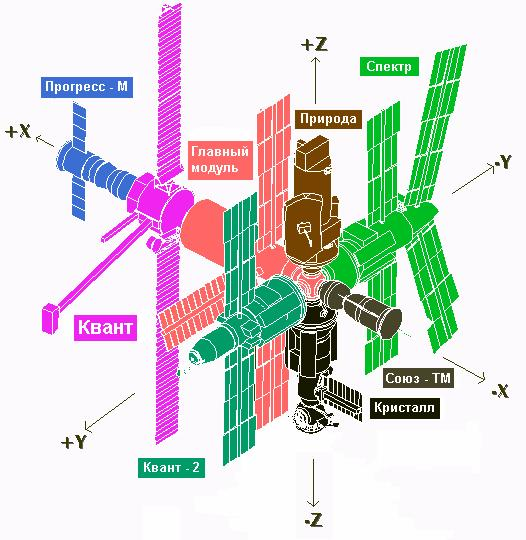 +Z
Спектр
Прогресс - М
Природа
+X
Главный
модуль
-Y
Квант
Союз - ТМ
-X
Кристалл
+Y
Квант - 2
-Z